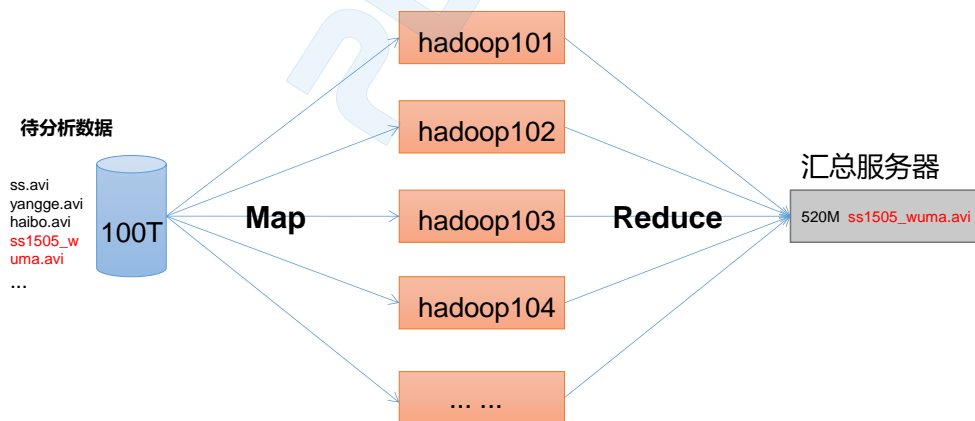 hadoop101
待分析数据
hadoop102
汇总服务器
ss.avi
yangge.avi
haibo.avi
ss1505_w
uma.avi
...
100T
Map
hadoop103
Reduce
520M ss1505_wuma.avi
hadoop104
... ...